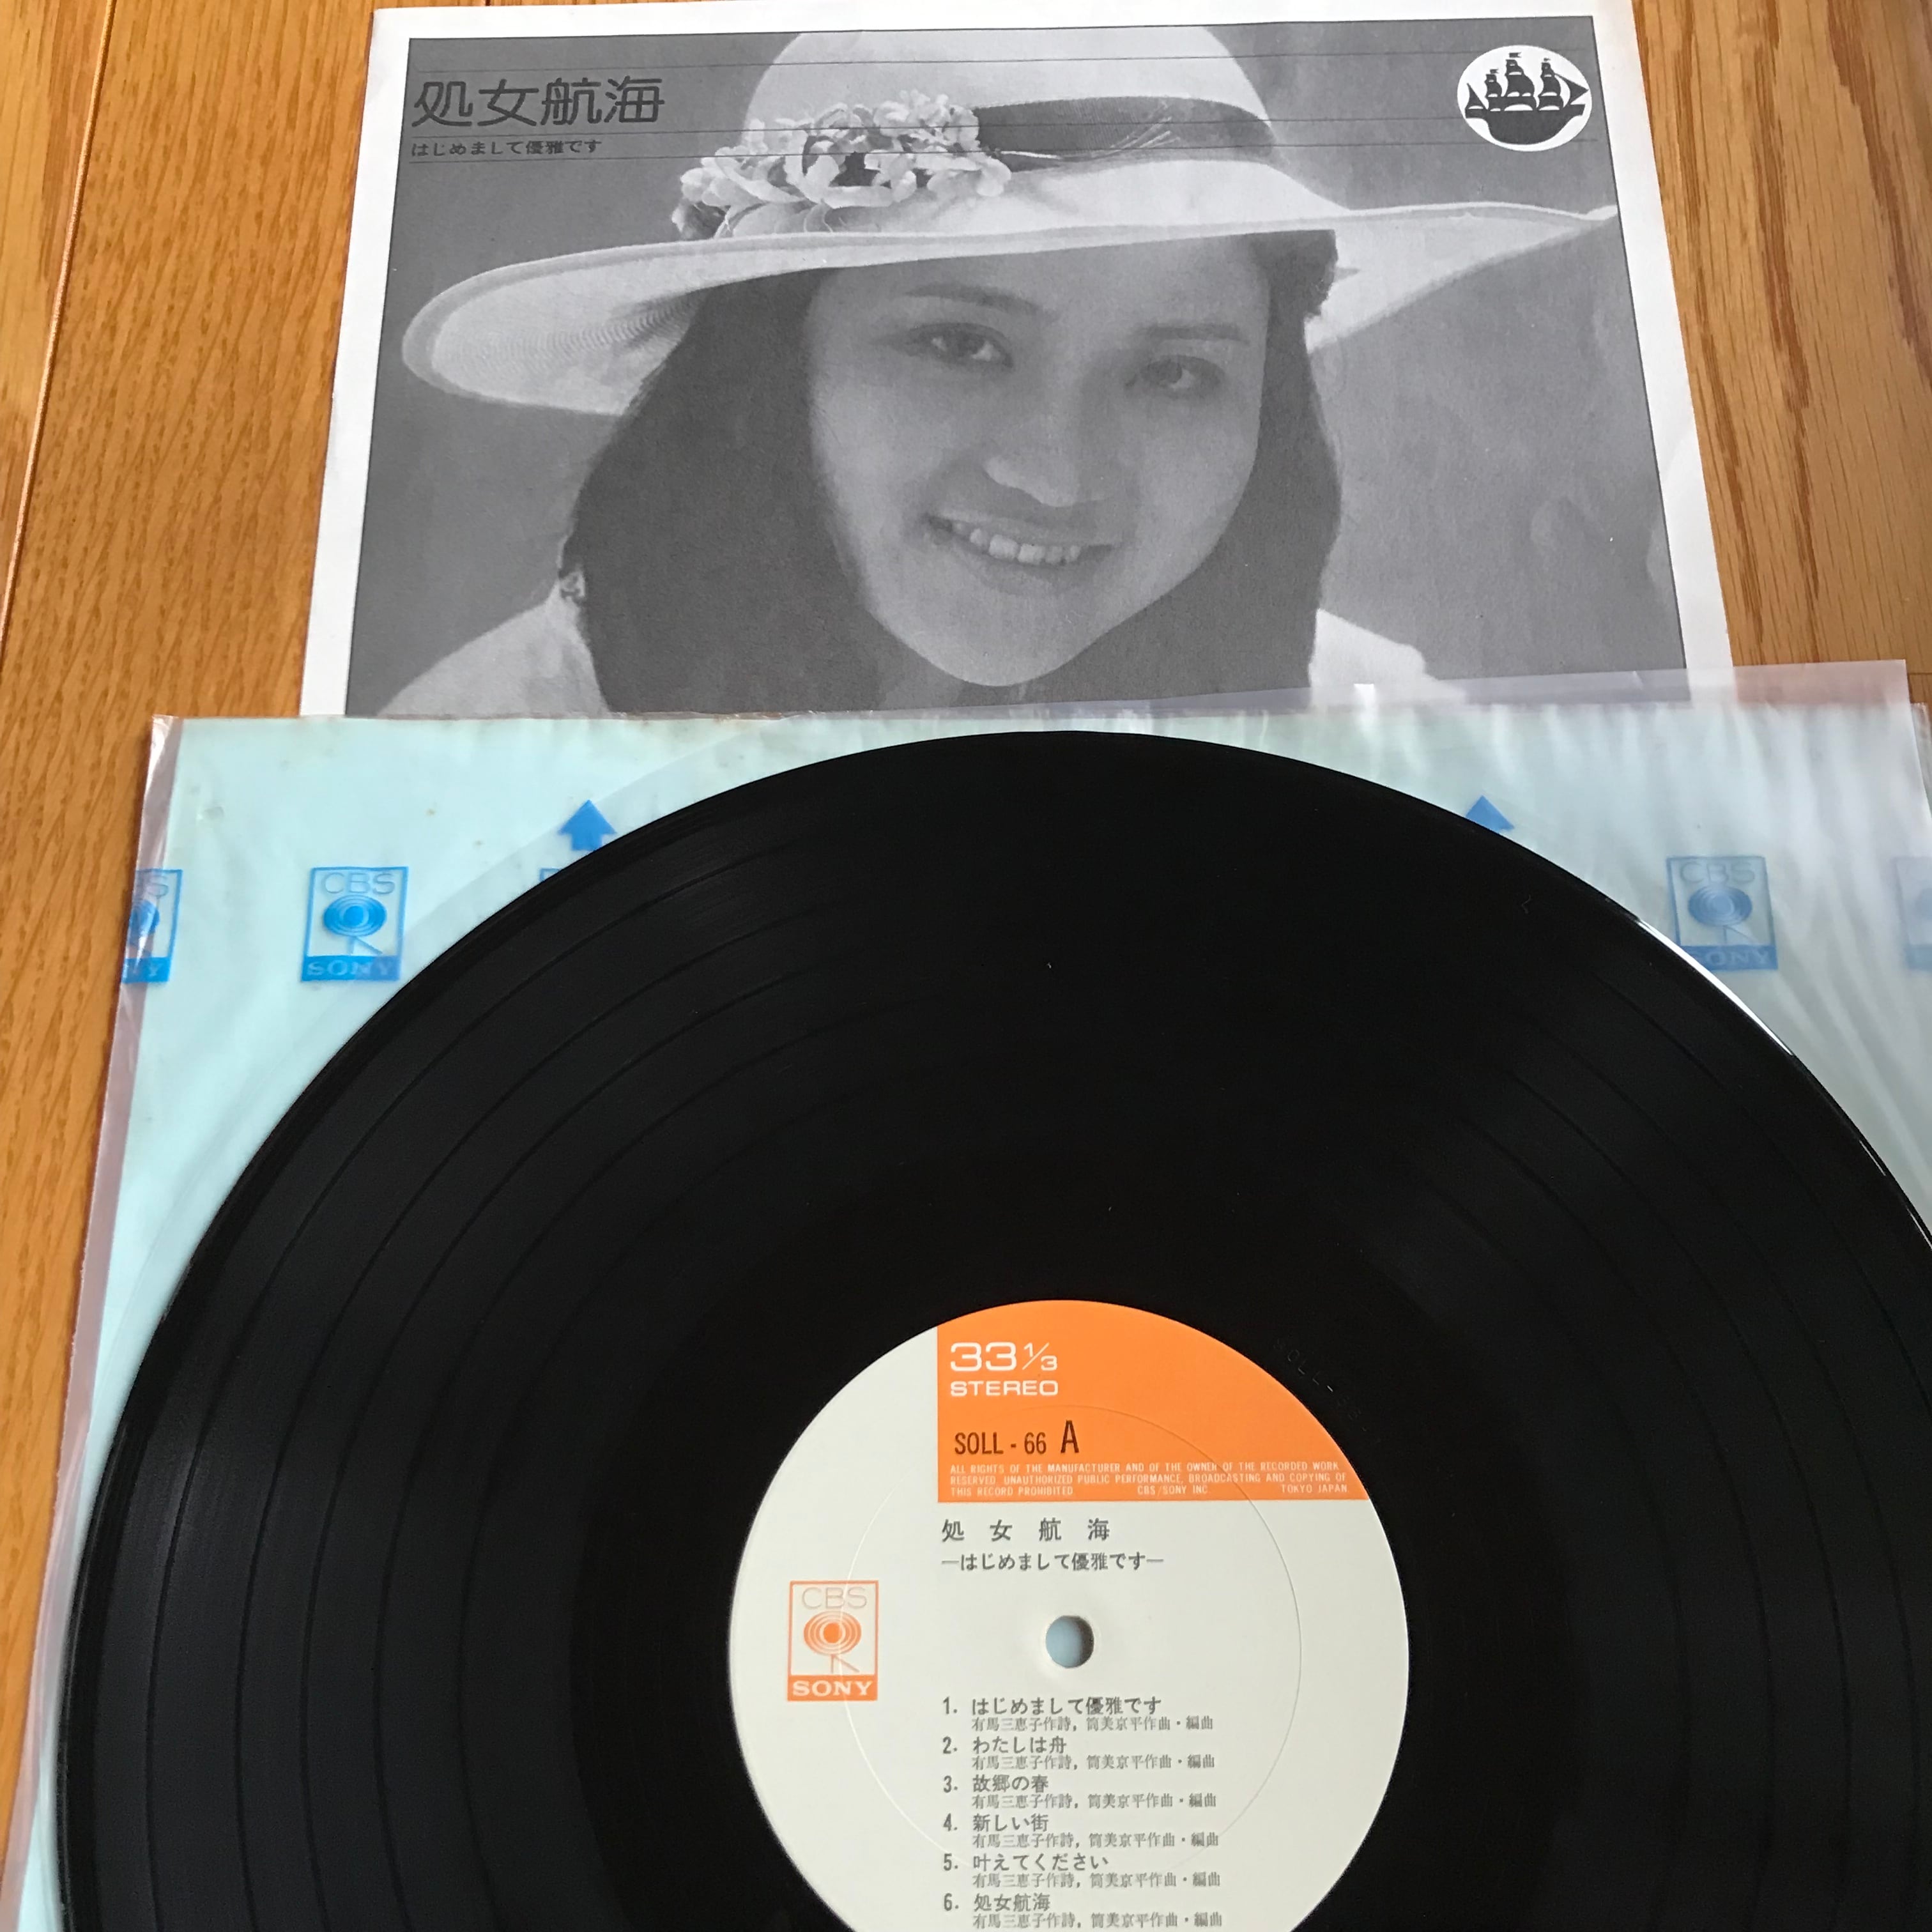 処女航海
はじめまして優雅です
CBS
SONY
CBS
SONY
33 1/3
STEREO
SOLL - 66 A
ALL RIGHTS OF THE MANUFACTURER AND OF THE OWNER OF THE RECORDED WORK
RESERVED. UNAUTHORIZED PUBLIC PERFORMANCE, BROADCASTING AND COPYING OF
THIS RECORD PROHIBITED. CBS/SONY INC TOKYO JAPAN
処女航海
―はじめまして優雅です―
CBS
SONY
1. はじめまして優雅です
有馬三恵子作詩, 筒美京平作曲・編曲
2. わたしは舟
有馬三恵子作詩, 筒美京平作曲・編曲
3. 故郷の春
有馬三恵子作詩, 筒美京平作曲・編曲
4. 新しい街
有馬三恵子作詩, 筒美京平作曲・編曲
5. 叶えてください
有馬三恵子作詩, 筒美京平作曲・編曲
6. 処女航海
有馬三恵子作詩, 筒美京平作曲・編曲